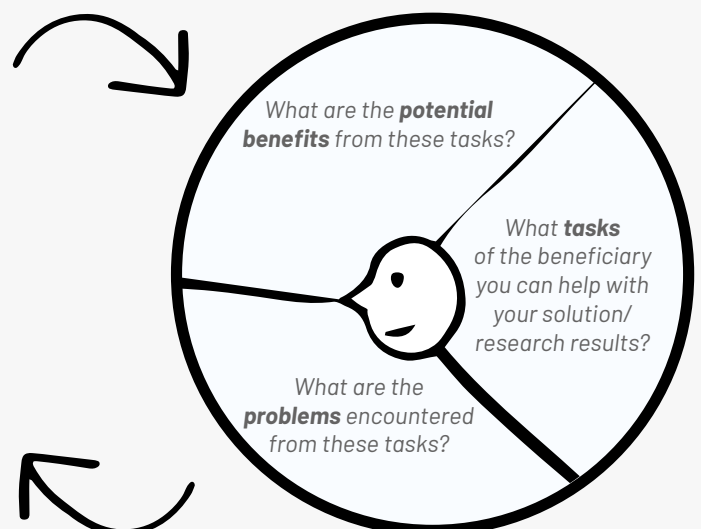 What are the potential
benefits from these tasks?
What tasks
of the beneficiary
you can help with
your solution/
research results?
What are the
problems encountered
from these tasks?